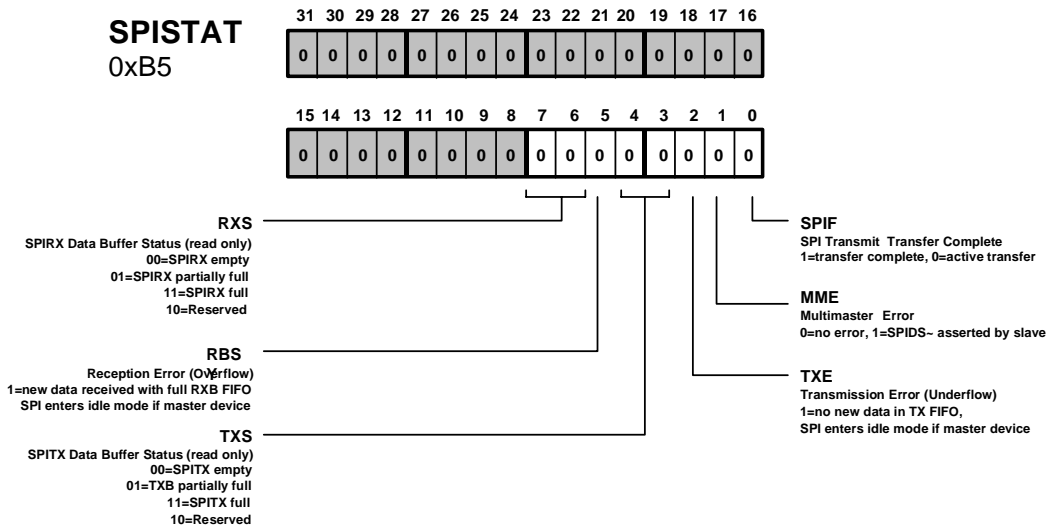 SPISTAT
0xB5
31 30 29 28 27 26 25 24 23 22 21 20 19 18 17 16
0 0 0 0 0 0 0 0 0 0 0 0 0 0 0 0
15 14 13 12 11 10 9 8 7 6 5 4 3 2 1 0
0 0 0 0 0 0 0 0 0 0 0 0 0 0 0 0
RXS
SPIRX Data Buffer Status (read only)
00=SPIRX empty
01=SPIRX partially full
11=SPIRX full
10=Reserved
RBS
Y
Reception Error (Overflow)
1=new data received with full RXB FIFO
SPI enters idle mode if master device
TXS
SPITX Data Buffer Status (read only)
00=SPITX empty
01=TXB partially full
11=SPITX full
10=Reserved
SPIF
SPI Transmit Transfer Complete
1=transfer complete, 0=active transfer
MME
Multimaster Error
0=no error, 1=SPIDS~ asserted by slave
TXE
Transmission Error (Underflow)
1=no new data in TX FIFO,
SPI enters idle mode if master device